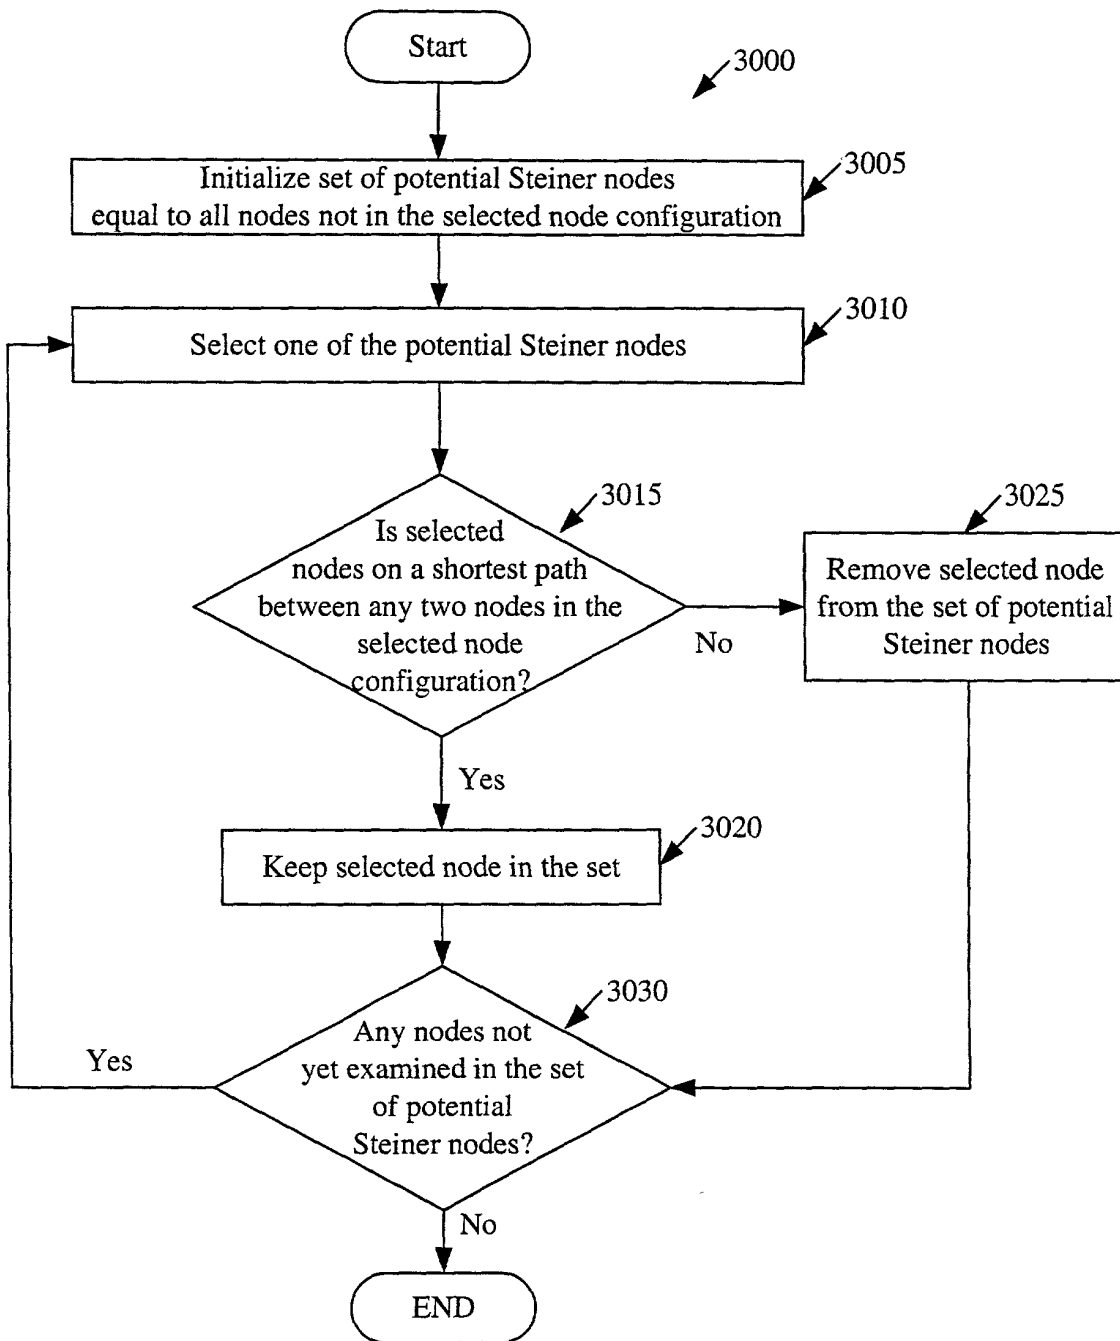 Start
3000
3005
Initialize set of potential Steiner nodes
equal to all nodes not in the selected node configuration
3010
Select one of the potential Steiner nodes
3015
Is selected
nodes on a shortest path
between any two nodes in the
selected node
configuration?
No
3025
Remove selected node
from the set of potential
Steiner nodes
Yes
3020
Keep selected node in the set
3030
Any nodes not
yet examined in the set
of potential
Steiner nodes?
Yes
No
END